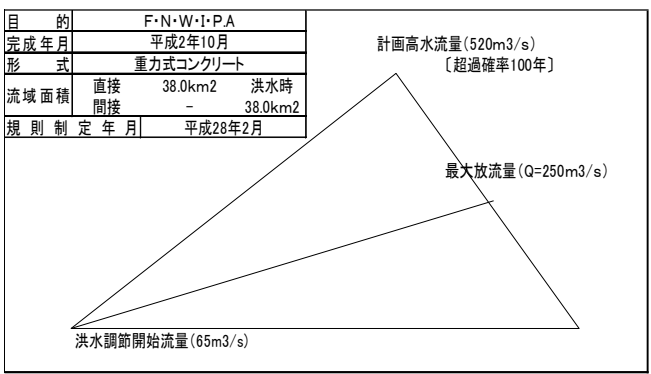 目 的 F・N・W・I・P.A
完成年月 平成2年10月
形 式 重力式コンクリート
流域面積 直接 38.0km2 洪水時
間接 － 38.0km2
規則制定年月 平成28年2月
計画高水流量(520m3/s)
〔超過確率100年〕
最大放流量(Q=250m3/s)
洪水調節開始流量(65m3/s)